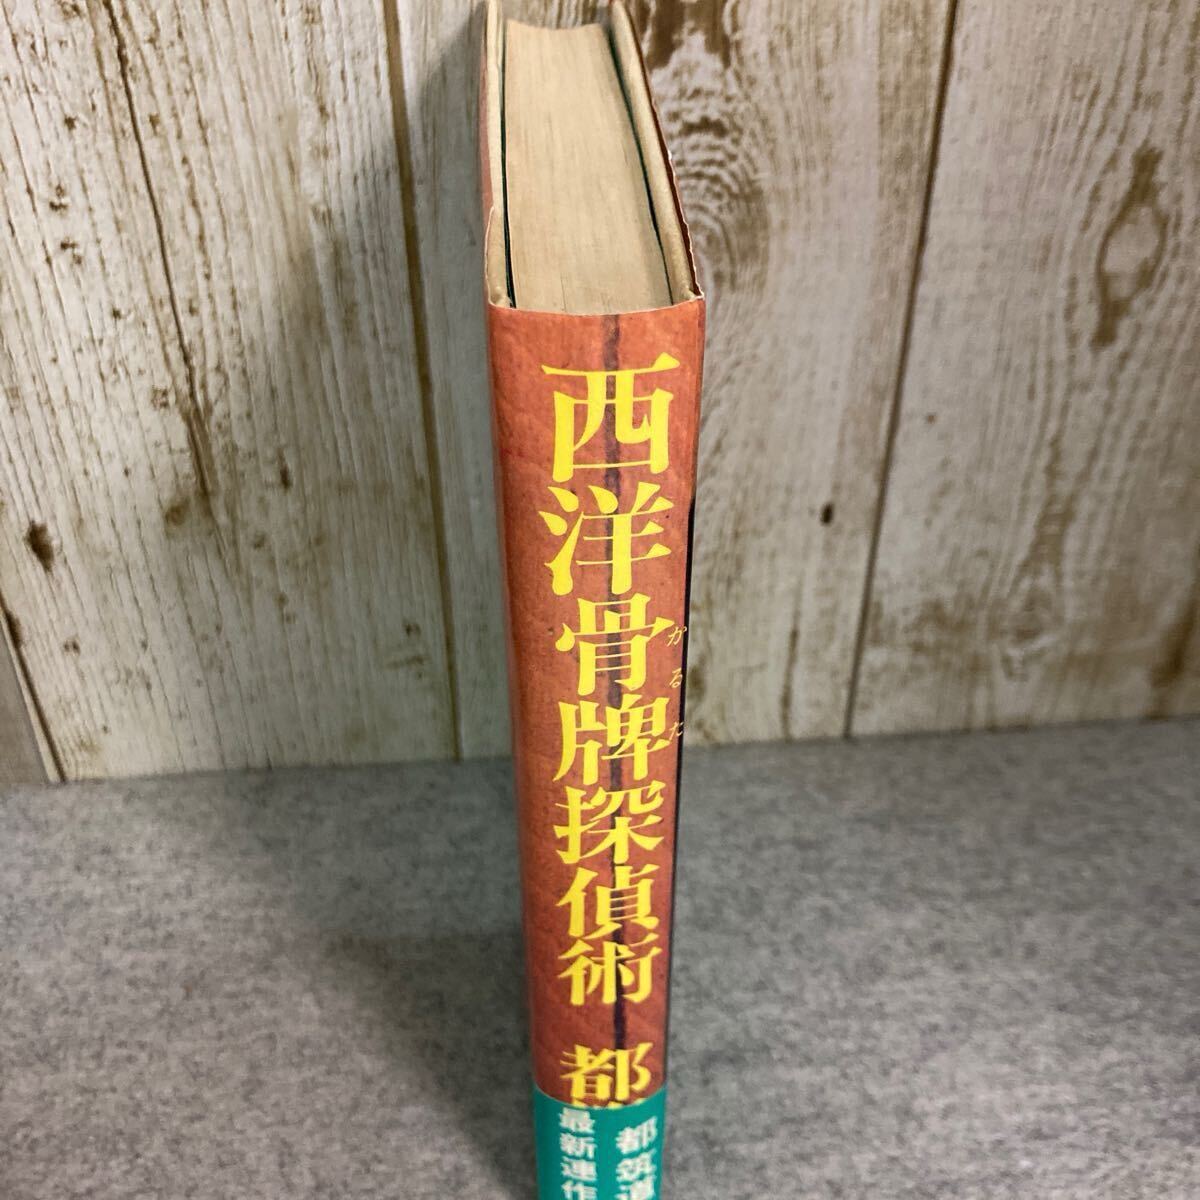 西洋骨牌探偵術 都
かるた
都筑道
最新連作